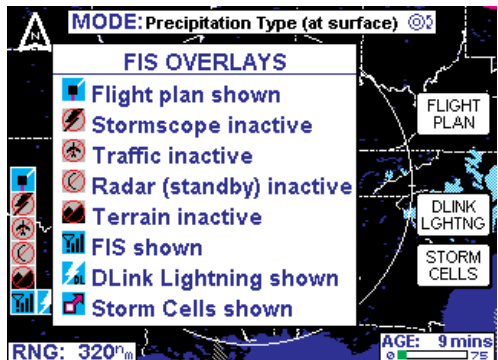 MODE: Precipitation Type (at surface)
FIS OVERLAYS
Flight plan shown
Stormscope inactive
Traffic inactive
Radar (standby) inactive
Terrain inactive
FIS shown
DLink Lightning shown
DL
Storm Cells shown
FLIGHT
PLAN
DLINK
LGHTNG
STORM
CELLS
N
RNG: 320nm
AGE: 9 mins
0 75